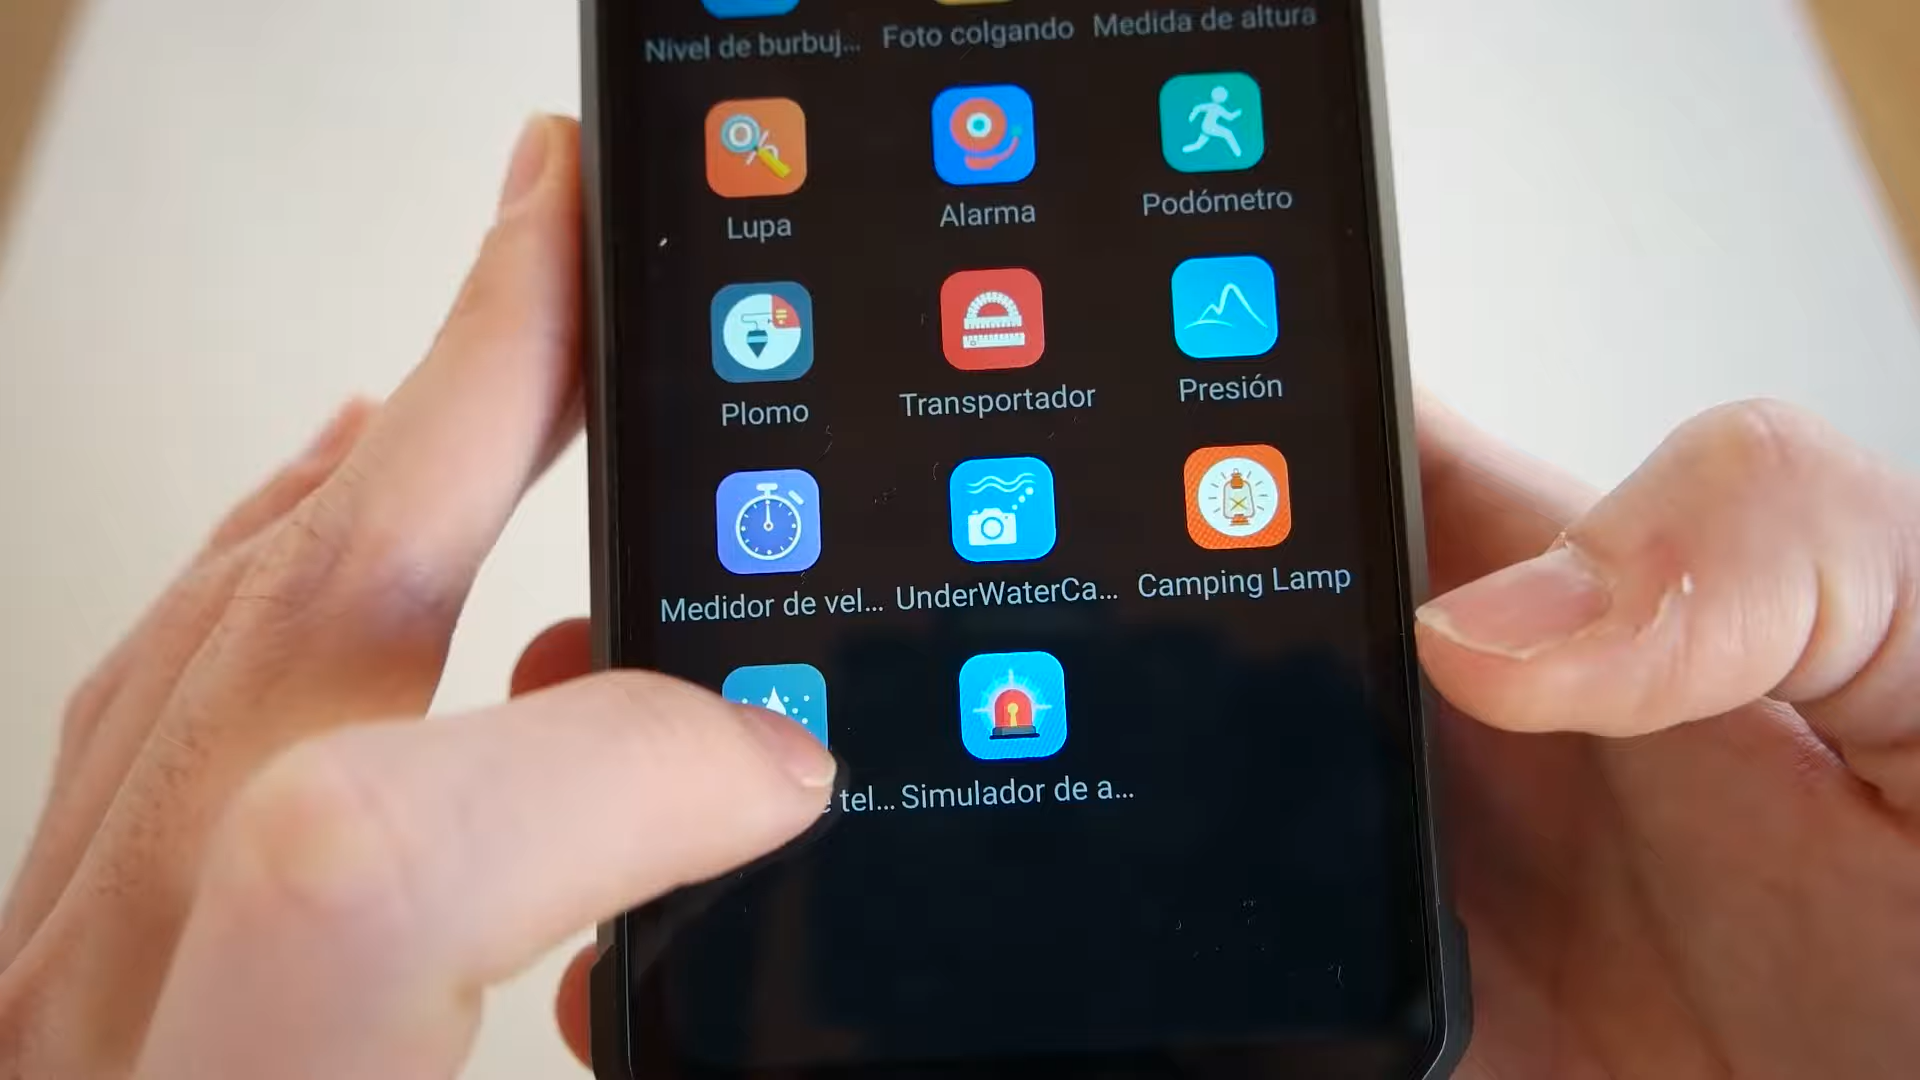 Nivel de burbuj... Foto colgando Medida de altura
Lupa Alarma Podómetro
Plomo Transportador Presión
Medidor de vel... UnderWaterCa... Camping Lamp
tel... Simulador de a...